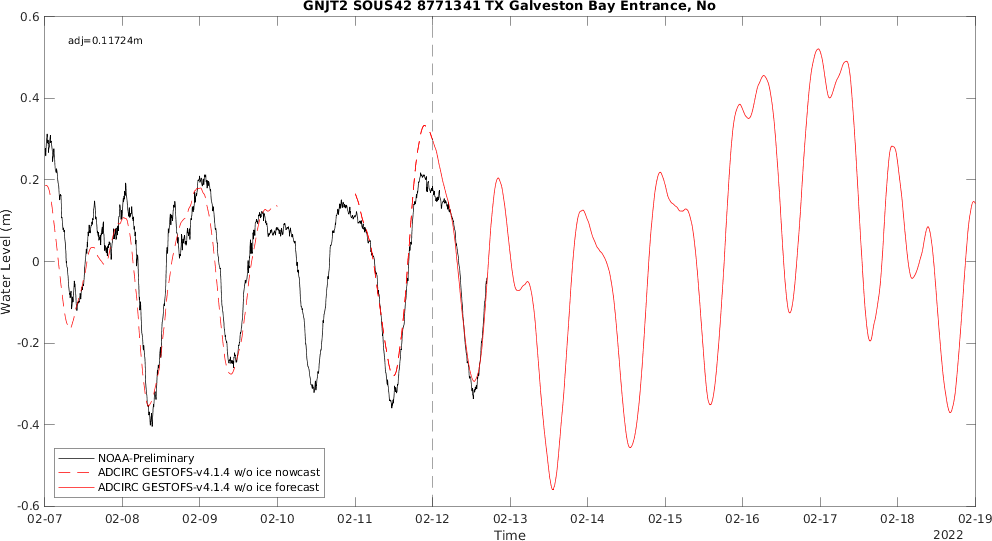 GNJT2 SOUS42 8771341 TX Galveston Bay Entrance, No
adj=0.11724m
Water Level (m)
0.6
0.4
0.2
0
-0.2
-0.4
-0.6
NOAA-Preliminary
ADCIRC GESTOFS-v4.1.4 w/o ice nowcast
ADCIRC GESTOFS-v4.1.4 w/o ice forecast
02-07 02-08 02-09 02-10 02-11 02-12 02-13 02-14 02-15 02-16 02-17 02-18 02-19
Time
2022